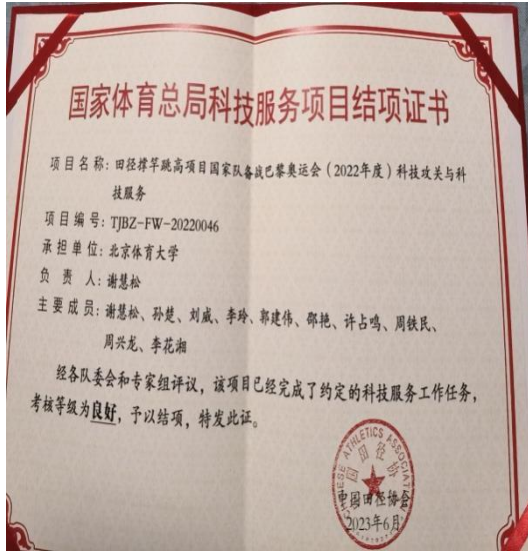 国家体育总局科技服务项目结项证书
项目名称：田径撑竿跳高项目国家队备战巴黎奥运会（2022年度）科技攻关与科
技服务
项目编号：TJBZ-FW-20220046
承担单位：北京体育大学
负责人：谢慧松
主要成员：谢慧松、孙楚、刘威、李玲、郭建伟、邵艳、许占鸣、周铁民、
周兴龙、李花湘
经各队委会和专家组评议，该项目已经完成了约定的科技服务工作任务，
考核等级为良好，予以结项，特发此证。
CHINESE ATHLETICS ASSOCIATION
中国田径协会
中国田径协会
2023年6月